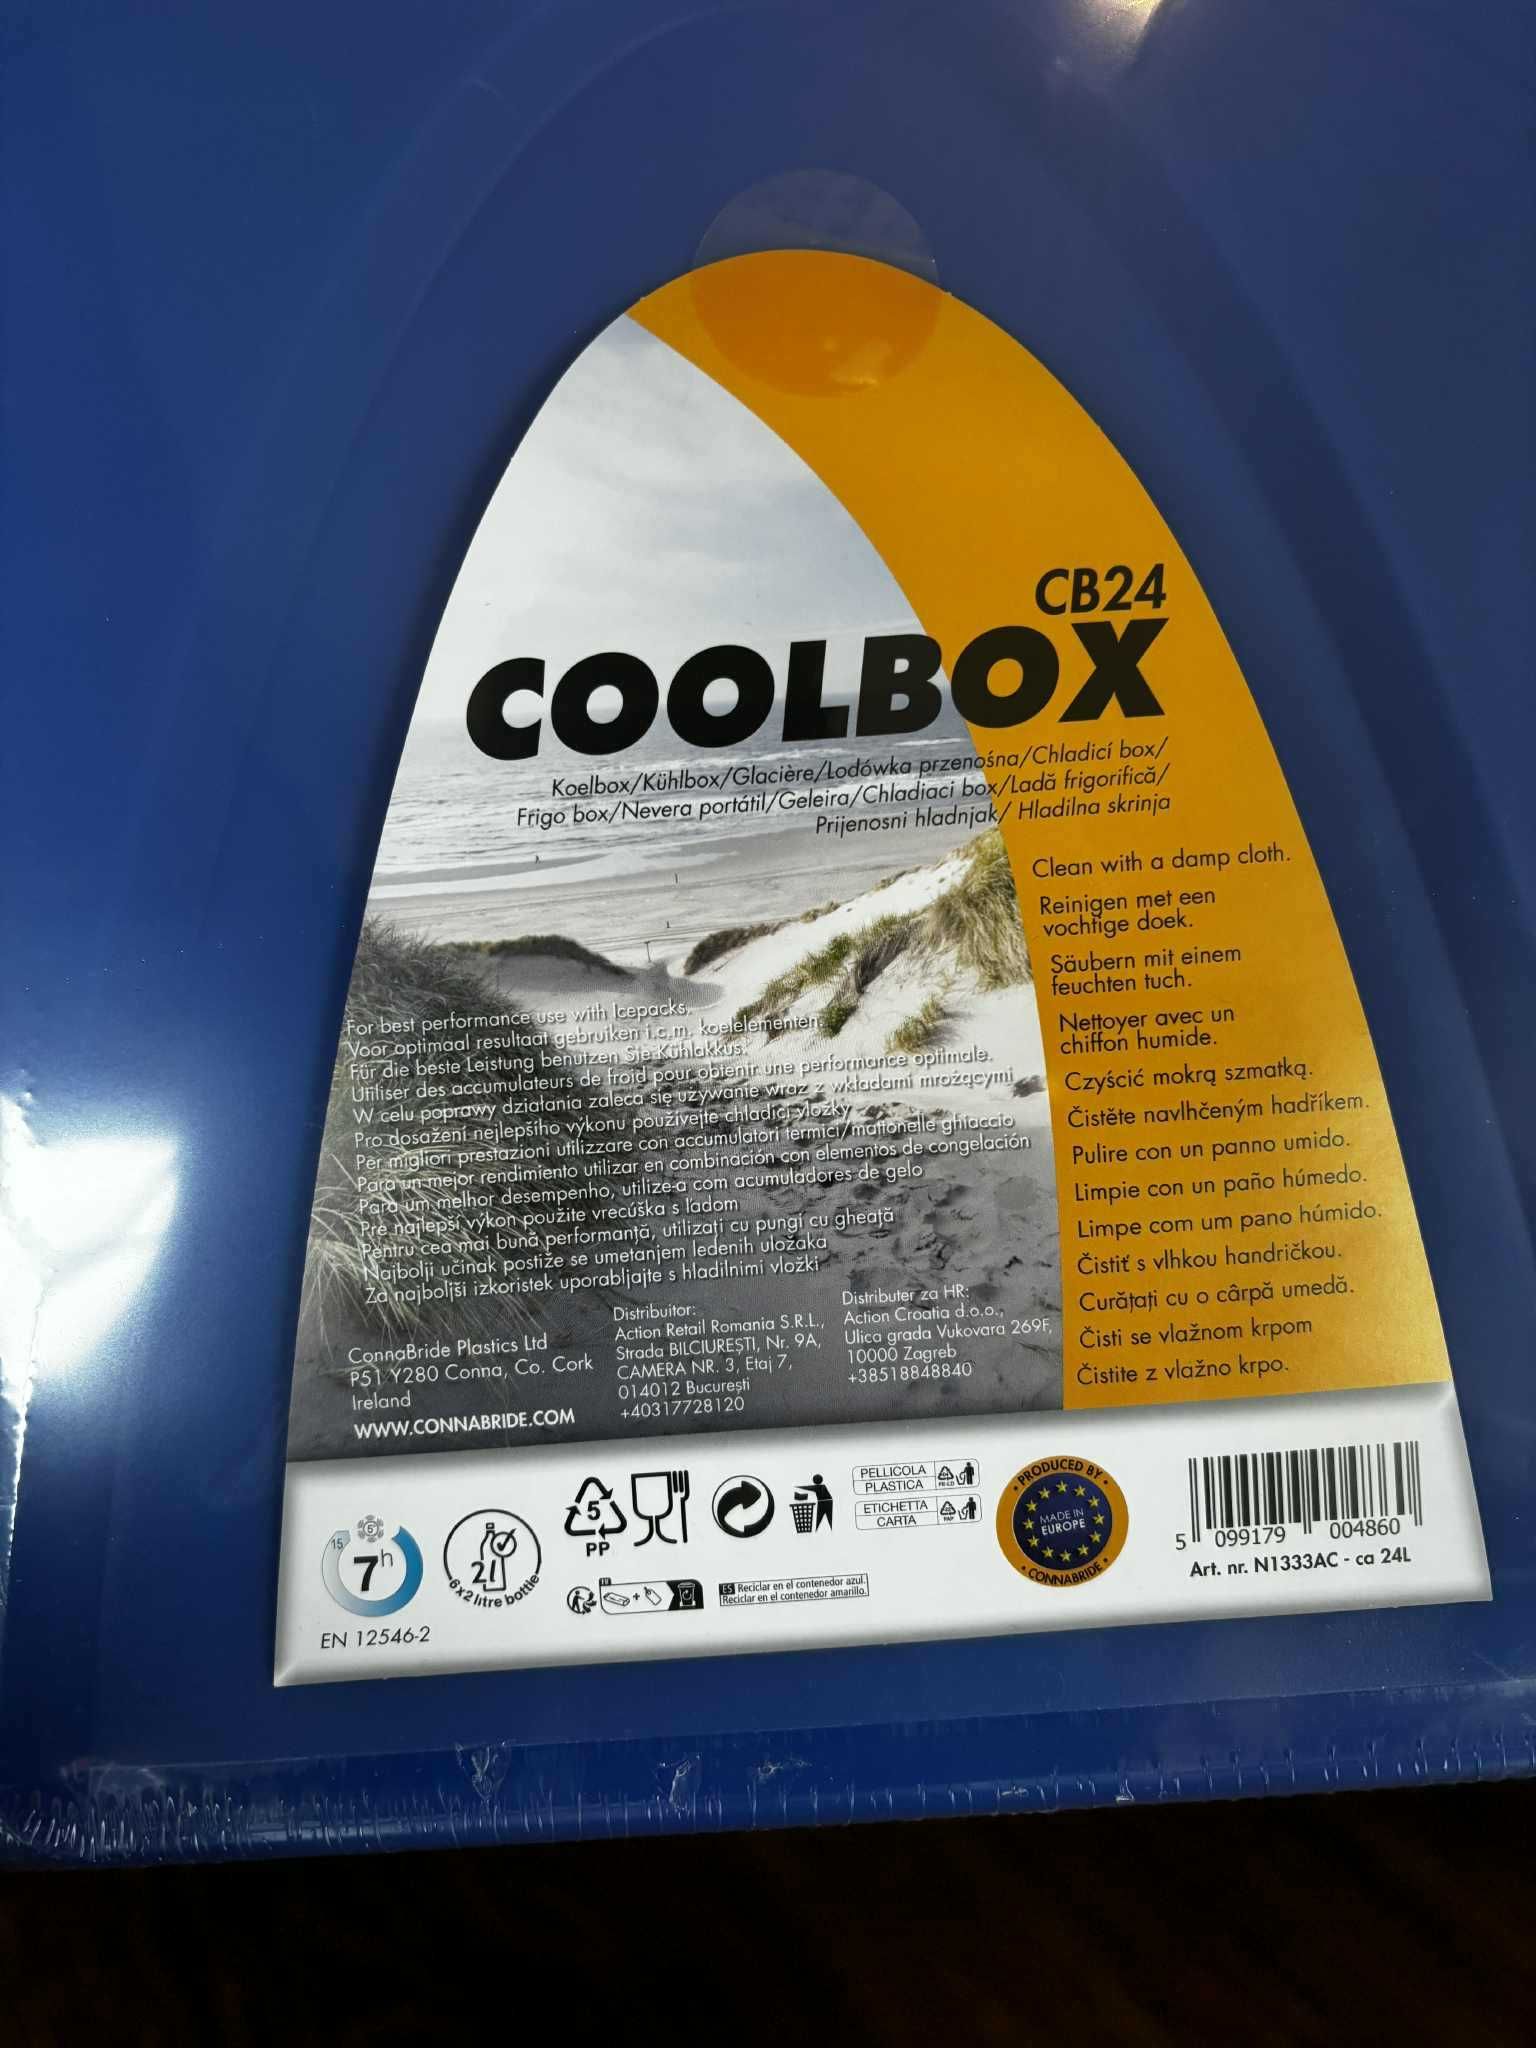 CB24
COOLBOX
Koelbox/Kühlbox/Glacière/Lodówka przenośna/Chladicí box/
Frigo box/Nevera portátil/Geleira/Chladiaci box/Ladă frigorifică/
Prijenosni hladnjak/ Hladilna skrinja
Clean with a damp cloth.
Reinigen met een
vochtige doek.
Säubern mit einem
feuchten tuch.
Nettoyer avec un
chiffon humide.
Czyścić mokrą szmatką.
Čistěte navlhčeným hadříkem.
Pulire con un panno umido.
Limpie con un paño húmedo.
Limpe com um pano húmido.
Čistiť s vlhkou handričkou.
Curățați cu o cârpă umedă.
Čisti se vlažnom krpom
Čistite z vlažno krpo.
For best performance use with Icepacks.
Voor optimaal resultaat gebruiken i.c.m. koelelementen.
Für die beste Leistung benutzen Sie Kühlakkus.
Utiliser des accumulateurs de froid pour obtenir une performance optimale.
W celu poprawy działania zaleca się używanie wraz z wkładami mrożącymi
Pro dosažení nejlepšího výkonu používejte chladicí vložky
Per migliori prestazioni utilizzare con accumulatori termici/mattonelle ghiaccio
Para un mejor rendimiento utilizar en combinación con elementos de congelación
Para um melhor desempenho, utilize-a com acumuladores de gelo
Pre najlepší výkon použite vrecúška s ľadom
Pentru cea mai bună performanță, utilizați cu pungi cu gheață
Najbolji učinak postiže se umetanjem ledenih uložaka
Za najboljši izkoristek uporabljajte s hladilnimi vložki
ConnaBride Plastics Ltd
P51 Y280 Conna, Co. Cork
Ireland
WWW.CONNABRIDE.COM
Distribuitor:
Action Retail Romania S.R.L.,
Strada BILCIUREȘTI, Nr. 9A,
CAMERA NR. 3, Etaj 7,
014012 București
+40317728120
Distributer za HR:
Action Croatia d.o.o.,
Ulica grada Vukovara 269F,
10000 Zagreb
+38518848840
15 5
7h
EN 12546-2
2l
6x2 litre bottle
5
PP
PELLICOLA
PLASTICA
ETICHETTA
CARTA
PAP
FR
ES Reciclar en el contenedor azul.
Reciclar en el contenedor amarillo.
PRODUCED BY
MADE IN
EUROPE
CONNABRIDE
5 099179 004860
Art. nr. N1333AC - ca 24L